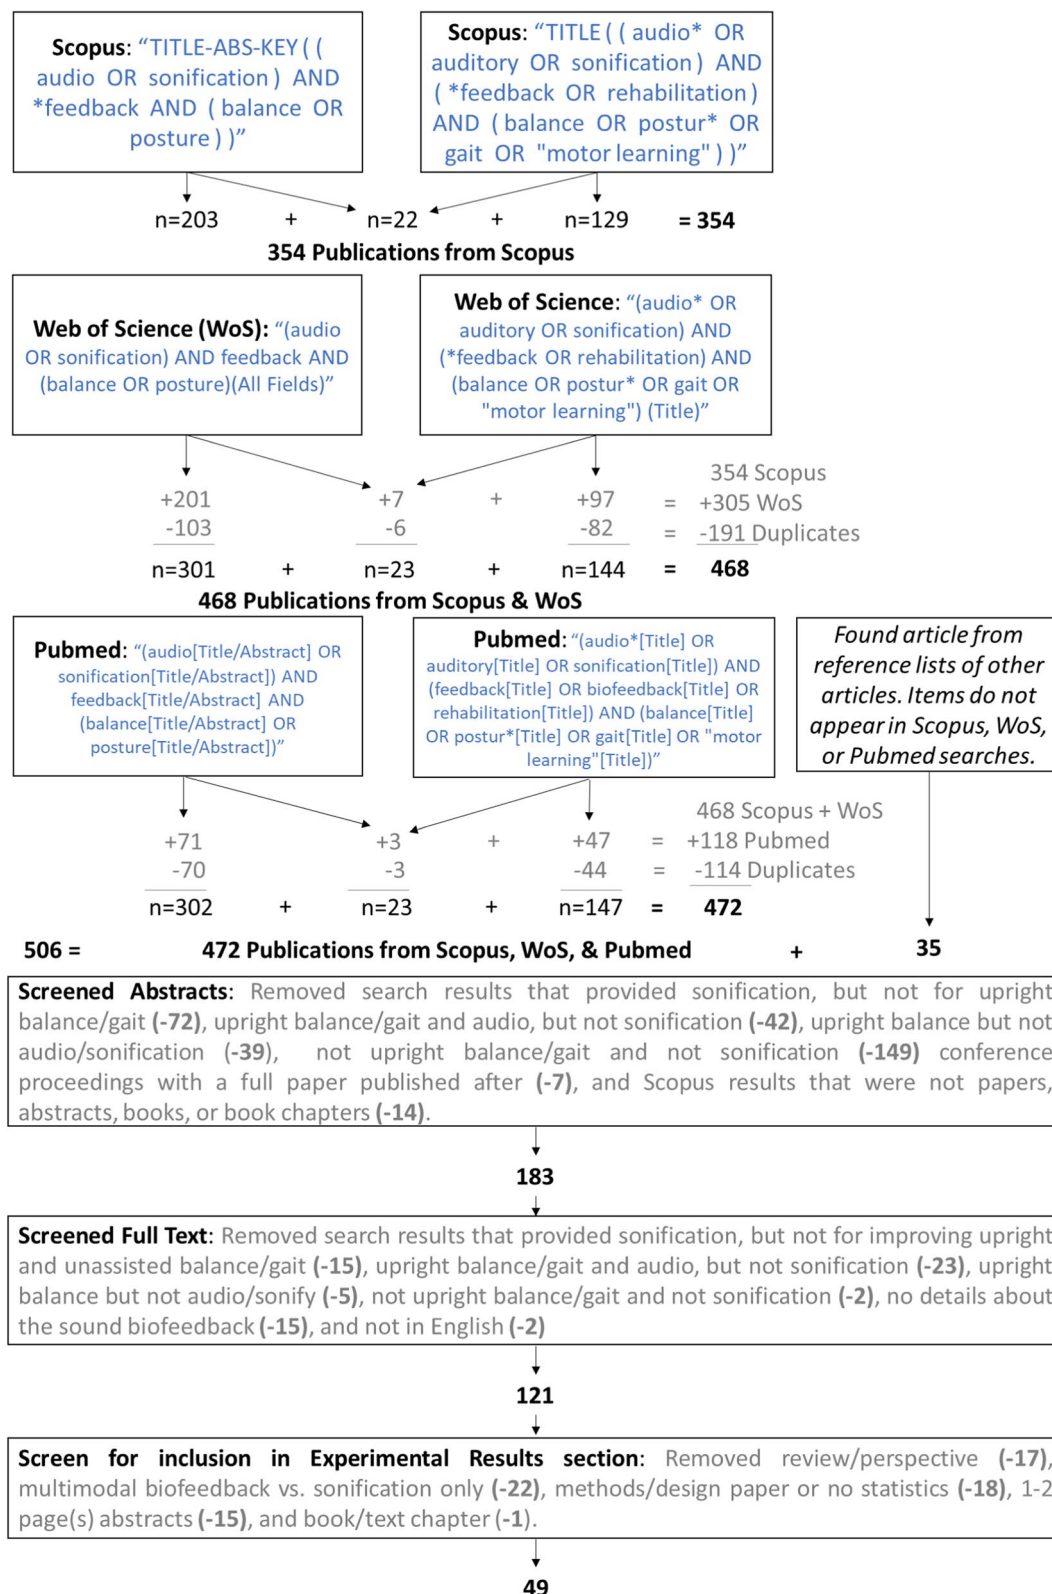 Scopus: “TITLE-ABS-KEY ( (
audio OR sonification ) AND
*feedback AND ( balance OR
posture ) )”
Scopus: “TITLE ( ( audio* OR
auditory OR sonification ) AND
( *feedback OR rehabilitation )
AND ( balance OR postur* OR
gait OR "motor learning" ) )”
n=203 + n=22 + n=129 = 354
354 Publications from Scopus
Web of Science (WoS): “(audio
OR sonification) AND feedback AND
(balance OR posture)(All Fields)”
Web of Science: “(audio* OR
auditory OR sonification) AND
(*feedback OR rehabilitation) AND
(balance OR postur* OR gait OR
"motor learning") (Title)”
354 Scopus
+201 +7 + +97 = +305 WoS
-103 -6 -82 = -191 Duplicates
n=301 + n=23 + n=144 = 468
468 Publications from Scopus & WoS
Pubmed: “(audio[Title/Abstract] OR
sonification[Title/Abstract]) AND
feedback[Title/Abstract] AND
(balance[Title/Abstract] OR
posture[Title/Abstract])”
Pubmed: “(audio*[Title] OR
auditory[Title] OR sonification[Title]) AND
(feedback[Title] OR biofeedback[Title] OR
rehabilitation[Title]) AND (balance[Title]
OR postur*[Title] OR gait[Title] OR "motor
learning"[Title])”
Found article from
reference lists of other
articles. Items do not
appear in Scopus, WoS,
or Pubmed searches.
468 Scopus + WoS
+71 +3 + +47 = +118 Pubmed
-70 -3 -44 = -114 Duplicates
n=302 + n=23 + n=147 = 472
506 = 472 Publications from Scopus, WoS, & Pubmed + 35
Screened Abstracts: Removed search results that provided sonification, but not for upright
balance/gait (-72), upright balance/gait and audio, but not sonification (-42), upright balance but not
audio/sonification (-39), not upright balance/gait and not sonification (-149) conference
proceedings with a full paper published after (-7), and Scopus results that were not papers,
abstracts, books, or book chapters (-14).
183
Screened Full Text: Removed search results that provided sonification, but not for improving upright
and unassisted balance/gait (-15), upright balance/gait and audio, but not sonification (-23), upright
balance but not audio/sonify (-5), not upright balance/gait and not sonification (-2), no details about
the sound biofeedback (-15), and not in English (-2)
121
Screen for inclusion in Experimental Results section: Removed review/perspective (-17),
multimodal biofeedback vs. sonification only (-22), methods/design paper or no statistics (-18), 1-2
page(s) abstracts (-15), and book/text chapter (-1).
49